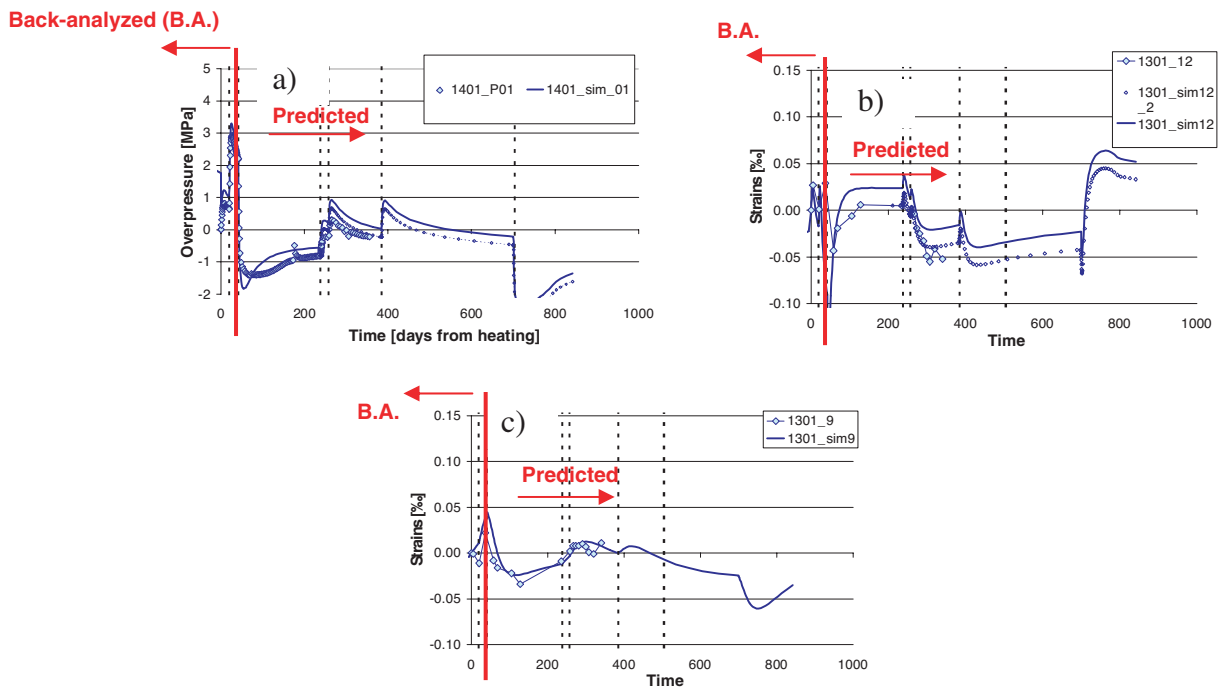 Back-analyzed (B.A.)
a)
1401_P01
1401_sim_01
Predicted
Overpressure [MPa]
5
4
3
2
1
0
-1
-2
0
200
400
600
800
1000
Time [days from heating]
B.A.
b)
1301_12
1301_sim12
_2
1301_sim12
Predicted
Strains [‰]
0.15
0.10
0.05
0.00
-0.05
-0.10
0
200
400
600
800
1000
Time
B.A.
c)
1301_9
1301_sim9
Predicted
Strains [‰]
0.15
0.10
0.05
0.00
-0.05
-0.10
0
200
400
600
800
1000
Time